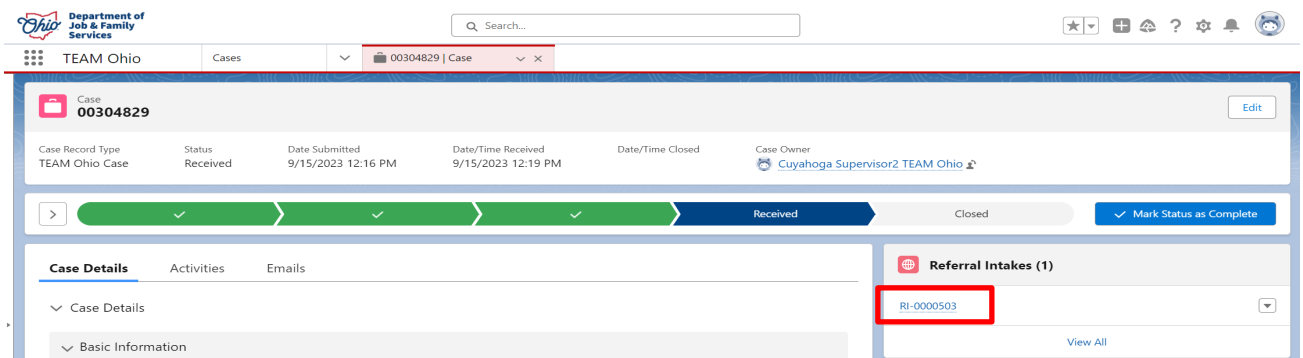 Ohio
Department of
Job & Family
Services
Search...
TEAM Ohio
Cases
00304829 | Case
Case
00304829
Edit
Case Record Type
TEAM Ohio Case
Status
Received
Date Submitted
9/15/2023 12:16 PM
Date/Time Received
9/15/2023 12:19 PM
Date/Time Closed
Case Owner
Cuyahoga Supervisor2 TEAM Ohio
Received
Closed
Mark Status as Complete
Case Details
Activities
Emails
Case Details
Basic Information
Referral Intakes (1)
RI-0000503
View All